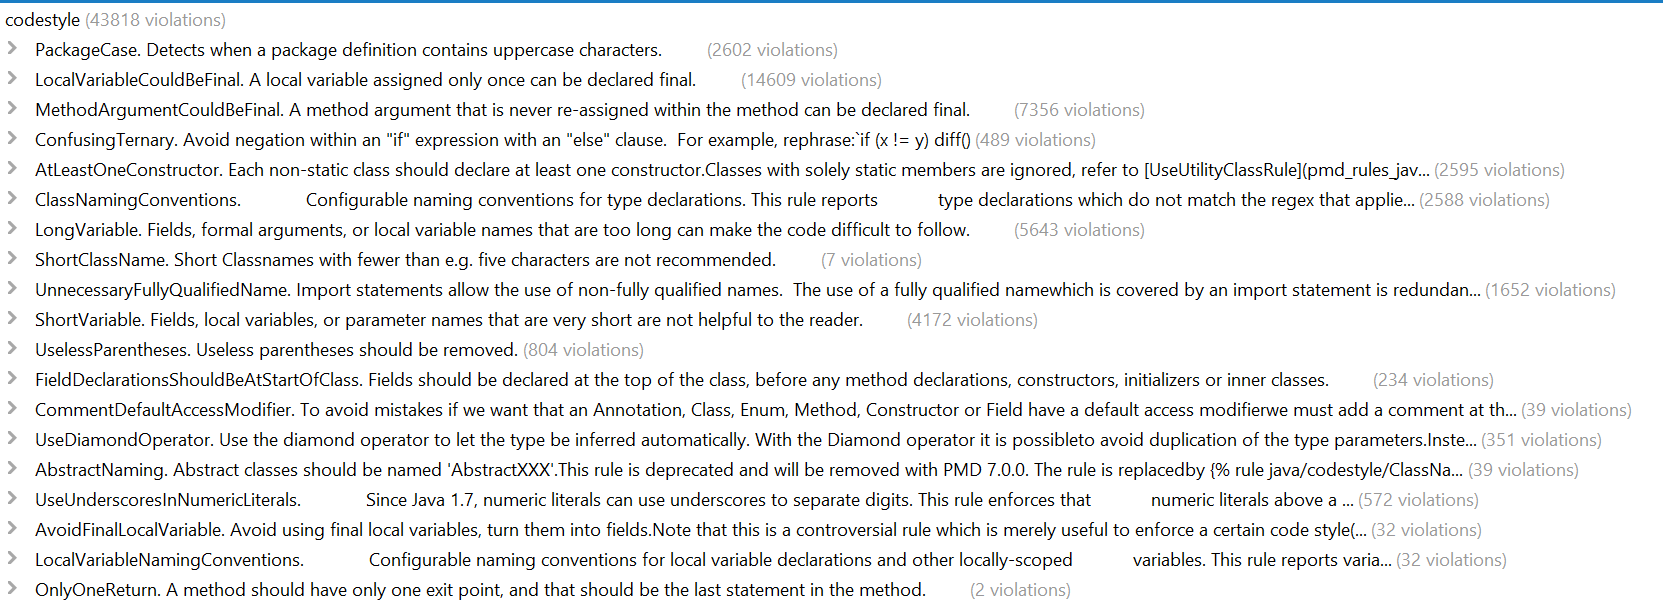 codestyle (43818 violations)
PackageCase. Detects when a package definition contains uppercase characters. (2602 violations)
LocalVariableCouldBeFinal. A local variable assigned only once can be declared final. (14609 violations)
MethodArgumentCouldBeFinal. A method argument that is never re-assigned within the method can be declared final. (7356 violations)
ConfusingTernary. Avoid negation within an "if" expression with an "else" clause.  For example, rephrase:`if (x != y) diff() (489 violations)
AtLeastOneConstructor. Each non-static class should declare at least one constructor.Classes with solely static members are ignored, refer to [UseUtilityClassRule](pmd_rules_jav... (2595 violations)
ClassNamingConventions. Configurable naming conventions for type declarations. This rule reports type declarations which do not match the regex that applie... (2588 violations)
LongVariable. Fields, formal arguments, or local variable names that are too long can make the code difficult to follow. (5643 violations)
ShortClassName. Short Classnames with fewer than e.g. five characters are not recommended. (7 violations)
UnnecessaryFullyQualifiedName. Import statements allow the use of non-fully qualified names.  The use of a fully qualified namewhich is covered by an import statement is redundan... (1652 violations)
ShortVariable. Fields, local variables, or parameter names that are very short are not helpful to the reader. (4172 violations)
UselessParentheses. Useless parentheses should be removed. (804 violations)
FieldDeclarationsShouldBeAtStartOfClass. Fields should be declared at the top of the class, before any method declarations, constructors, initializers or inner classes. (234 violations)
CommentDefaultAccessModifier. To avoid mistakes if we want that an Annotation, Class, Enum, Method, Constructor or Field have a default access modifierwe must add a comment at th... (39 violations)
UseDiamondOperator. Use the diamond operator to let the type be inferred automatically. With the Diamond operator it is possibleto avoid duplication of the type parameters.Inste... (351 violations)
AbstractNaming. Abstract classes should be named 'AbstractXXX'.This rule is deprecated and will be removed with PMD 7.0.0. The rule is replacedby {% rule java/codestyle/ClassNa... (39 violations)
UseUnderscoresInNumericLiterals. Since Java 1.7, numeric literals can use underscores to separate digits. This rule enforces that numeric literals above a ... (572 violations)
AvoidFinalLocalVariable. Avoid using final local variables, turn them into fields.Note that this is a controversial rule which is merely useful to enforce a certain code style(... (32 violations)
LocalVariableNamingConventions. Configurable naming conventions for local variable declarations and other locally-scoped variables. This rule reports varia... (32 violations)
OnlyOneReturn. A method should have only one exit point, and that should be the last statement in the method. (2 violations)